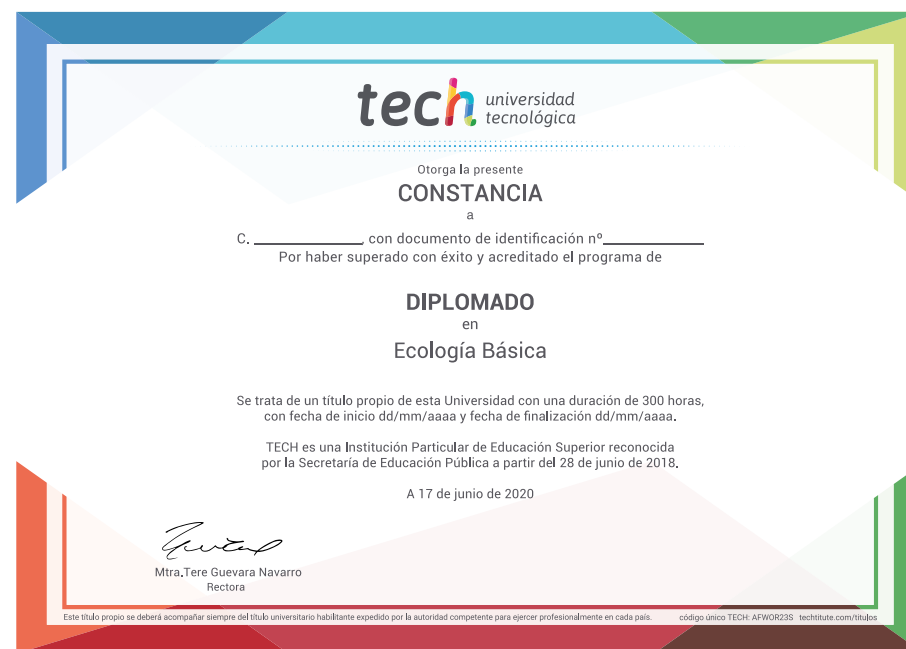 tech universidad
tecnológica
Otorga la presente
CONSTANCIA
a
C. ______________, con documento de identificación nº_____________
Por haber superado con éxito y acreditado el programa de
DIPLOMADO
en
Ecología Básica
Se trata de un título propio de esta Universidad con una duración de 300 horas,
con fecha de inicio dd/mm/aaaa y fecha de finalización dd/mm/aaaa.
TECH es una Institución Particular de Educación Superior reconocida
por la Secretaría de Educación Pública a partir del 28 de junio de 2018.
A 17 de junio de 2020
Mtra.Tere Guevara Navarro
Rectora
Este título propio se deberá acompañar siempre del título universitario habilitante expedido por la autoridad competente para ejercer profesionalmente en cada país. código único TECH: AFWOR23S techtitute.com/titulos